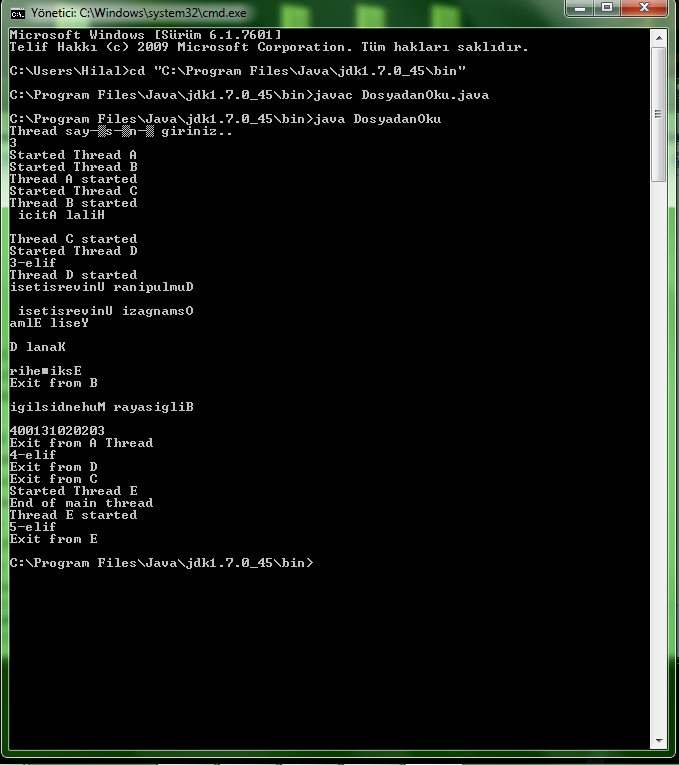 Yönetici: C:\Windows\system32\cmd.exe
Microsoft Windows [Sürüm 6.1.7601]
Telif Hakkı (c) 2009 Microsoft Corporation. Tüm hakları saklıdır.
C:\Users\Hilal>cd "C:\Program Files\Java\jdk1.7.0_45\bin"
C:\Program Files\Java\jdk1.7.0_45\bin>javac DosyadanOku.java
C:\Program Files\Java\jdk1.7.0_45\bin>java DosyadanOku
Thread say─▒s─▒n─▒ giriniz..
3
Started Thread A
Started Thread B
Thread A started
Started Thread C
Thread B started
icitA laliH
Thread C started
Started Thread D
3-elif
Thread D started
isetisrevinU ranipulmuD
isetisrevinU izagnamsO
amlE liseY
D lanaK
rihe■iksE
Exit from B
igilsidnehuM rayasigliB
400131020203
Exit from A Thread
4-elif
Exit from D
Exit from C
Started Thread E
End of main thread
Thread E started
5-elif
Exit from E
C:\Program Files\Java\jdk1.7.0_45\bin>